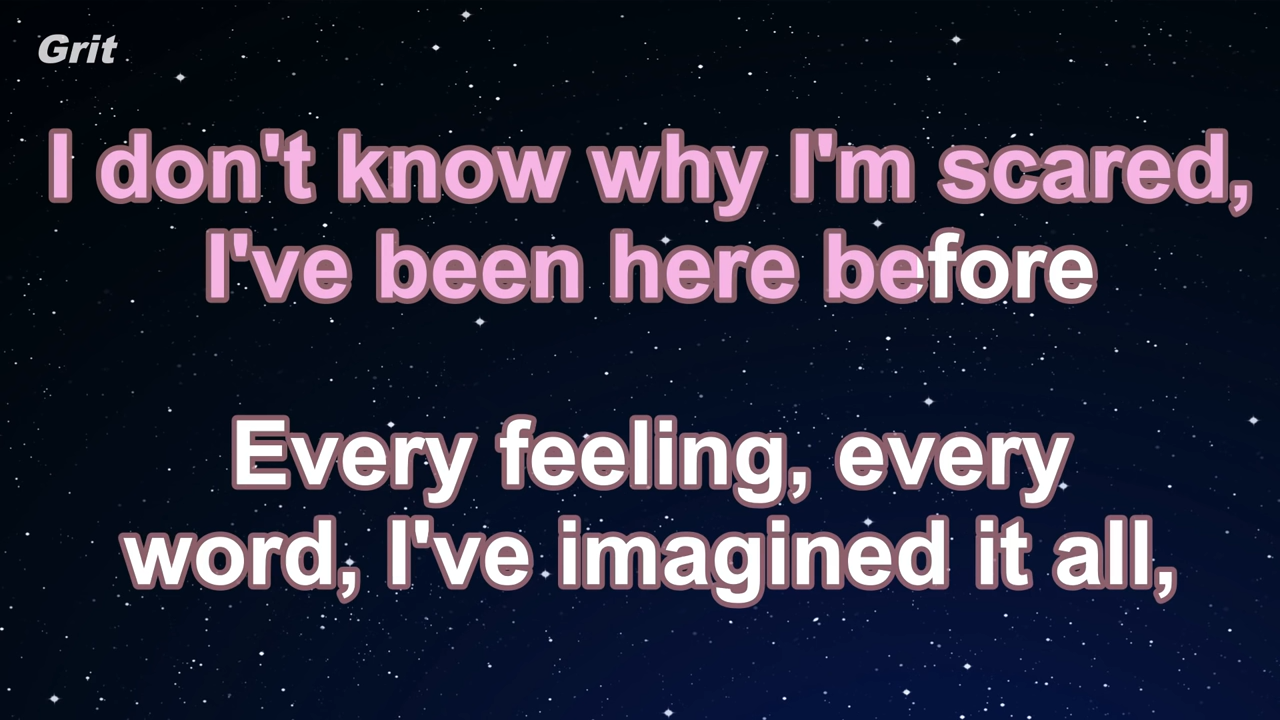 Grit
I don't know why I'm scared,
I've been here before
Every feeling, every
word, I've imagined it all,